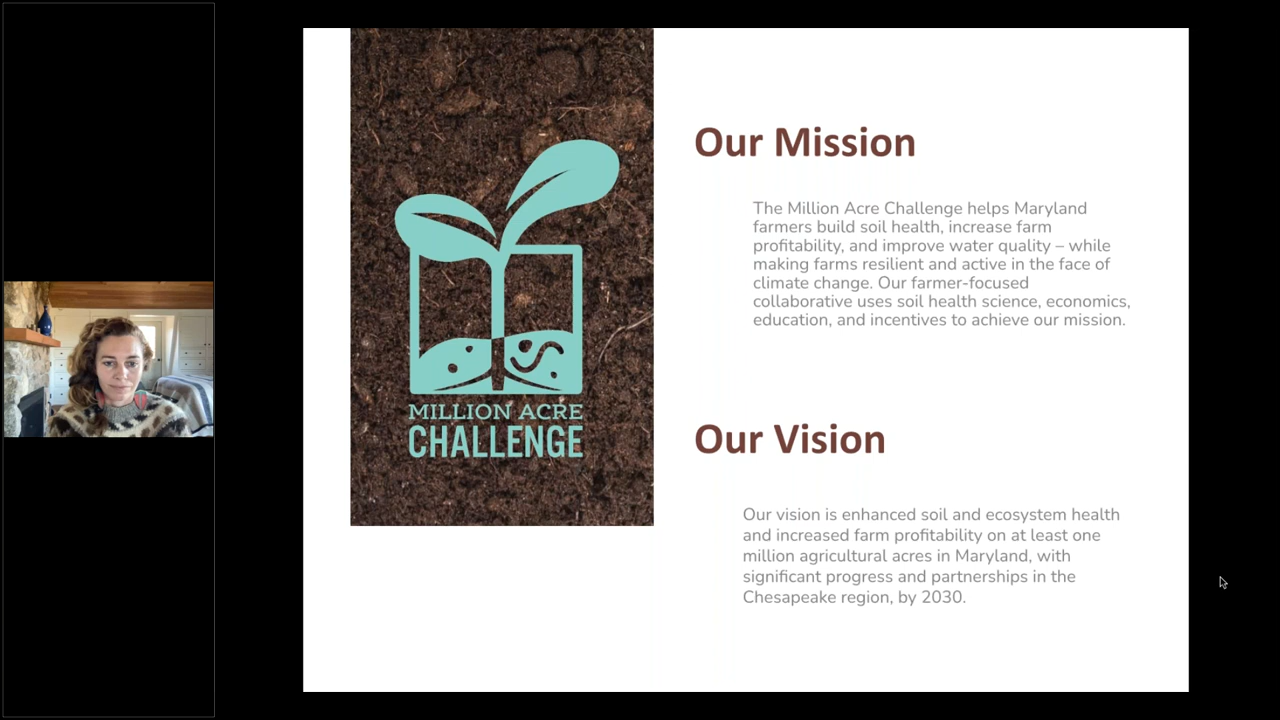 MILLION ACRE
CHALLENGE
Our Mission
The Million Acre Challenge helps Maryland
farmers build soil health, increase farm
profitability, and improve water quality – while
making farms resilient and active in the face of
climate change. Our farmer-focused
collaborative uses soil health science, economics,
education, and incentives to achieve our mission.
Our Vision
Our vision is enhanced soil and ecosystem health
and increased farm profitability on at least one
million agricultural acres in Maryland, with
significant progress and partnerships in the
Chesapeake region, by 2030.